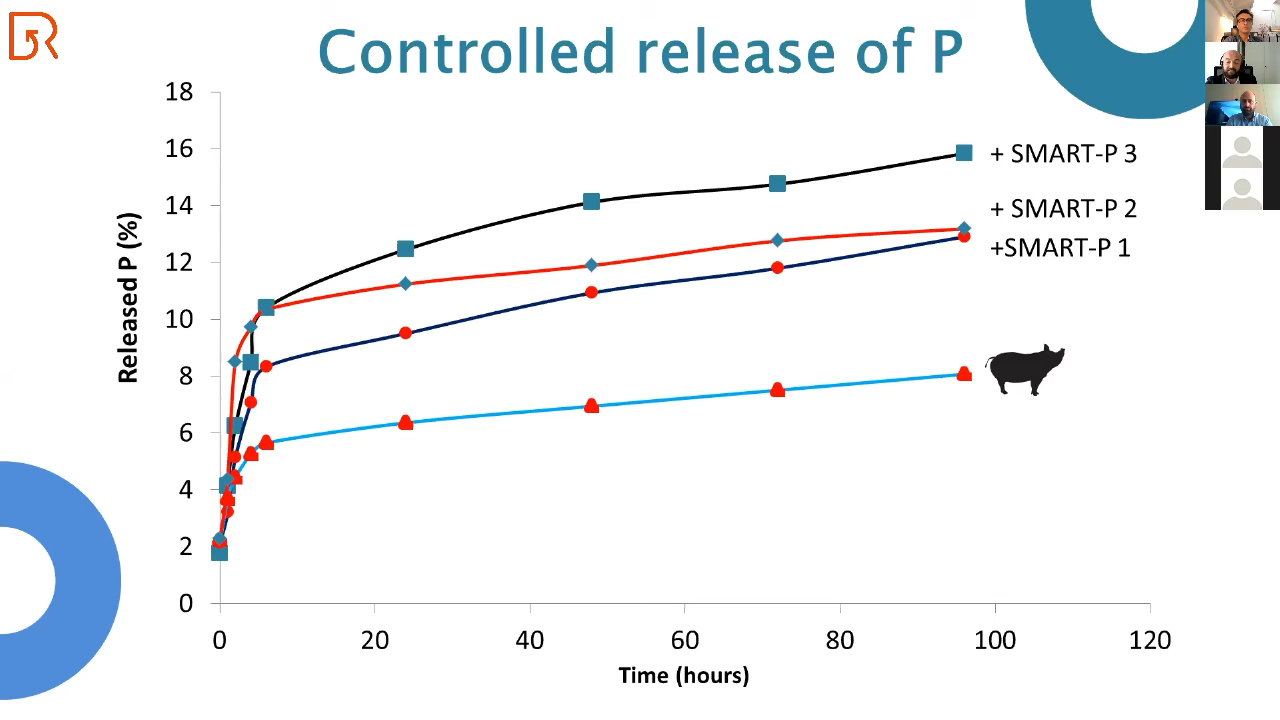 Controlled release of P
18
16
14
12
10
8
6
4
2
0
Released P (%)
+ SMART-P 3
+ SMART-P 2
+SMART-P 1
0 20 40 60 80 100 120
Time (hours)